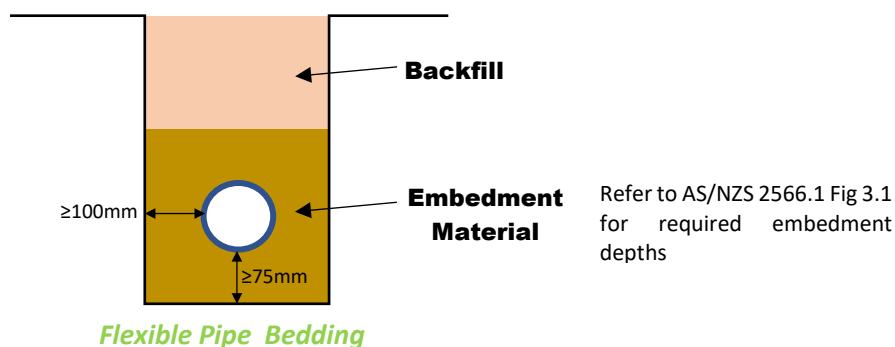 Backfill
≥100mm
Embedment
Material
Refer to AS/NZS 2566.1 Fig 3.1
for required embedment
depths
≥75mm
Flexible Pipe Bedding